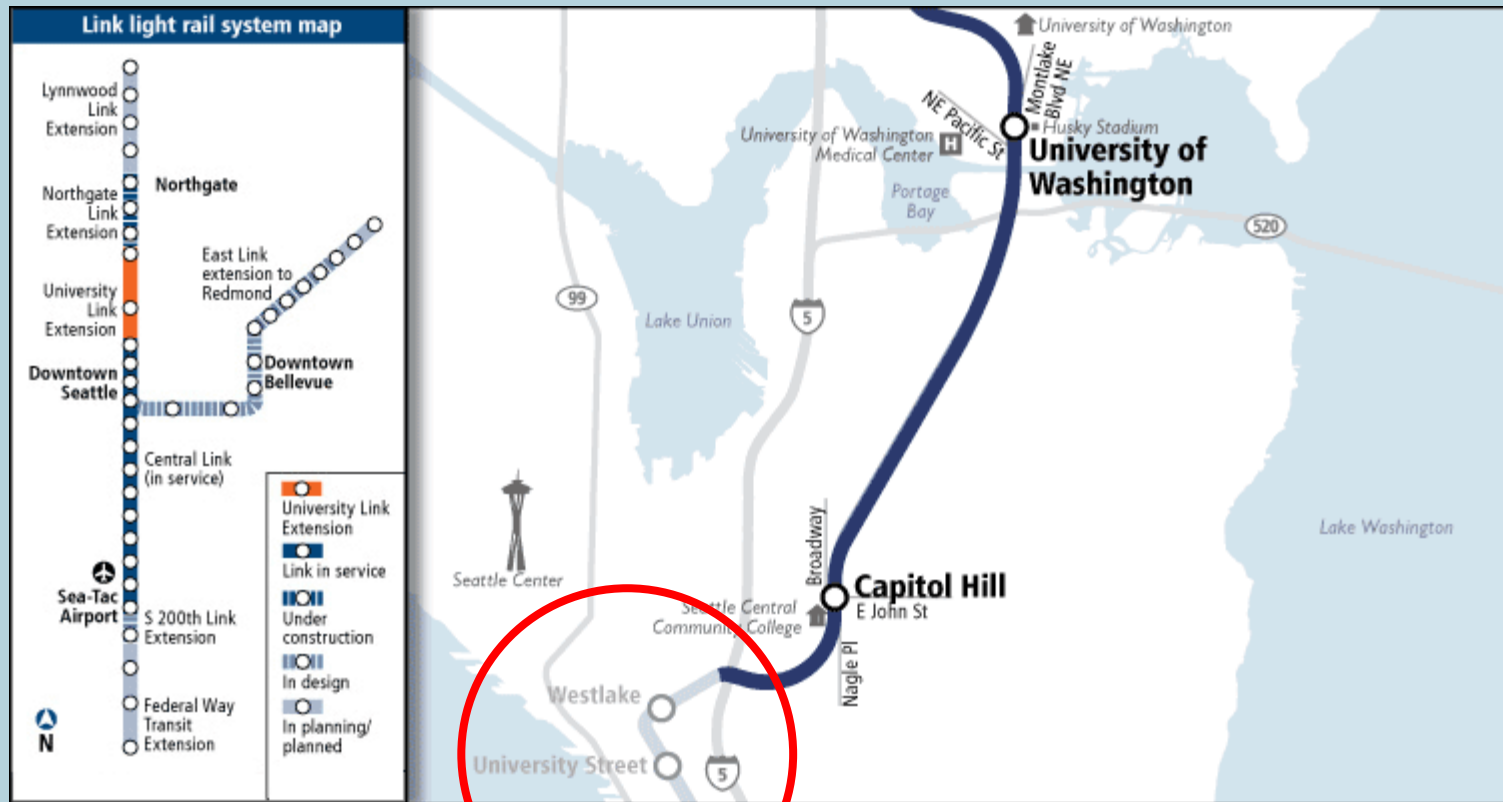 Link light rail system map
Lynnwood
Link
Extension
Northgate
Northgate
Link
Extension
East Link
extension to
Redmond
University
Link
Extension
Downtown
Seattle
Downtown
Bellevue
Central Link
(in service)
Sea-Tac
Airport
S 200th Link
Extension
Federal Way
Transit
Extension
N
University Link
Extension
Link in service
Under
construction
In design
In planning/
planned
University of Washington
Montlake
Blvd NE
NE Pacific St
Husky Stadium
University of Washington
Medical Center
H
University of
Washington
Portage
Bay
520
99
5
Lake Union
Lake Washington
Seattle Center
Broadway
Capitol Hill
E John St
Seattle Central
Community College
Nagle Pl
Westlake
University Street
5